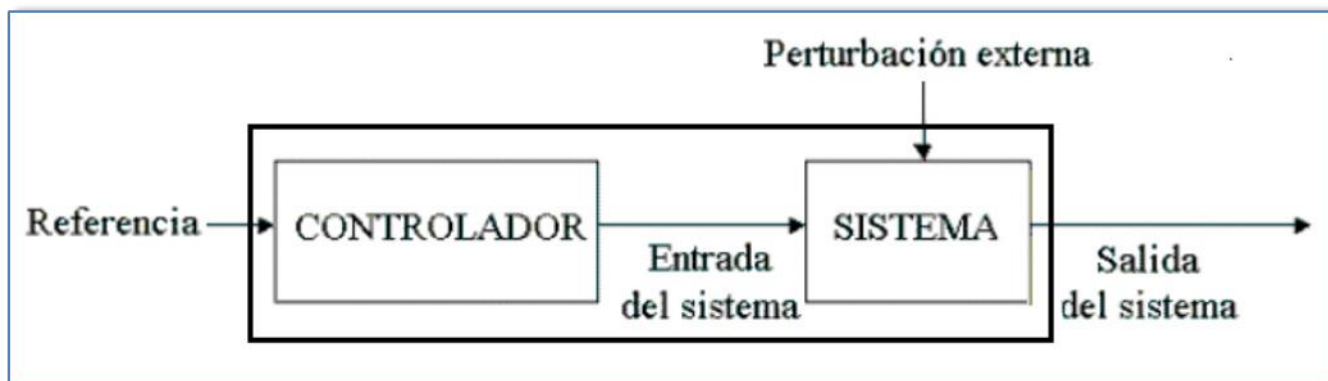 Perturbación externa
Referencia
CONTROLADOR
Entrada
del sistema
SISTEMA
Salida
del sistema